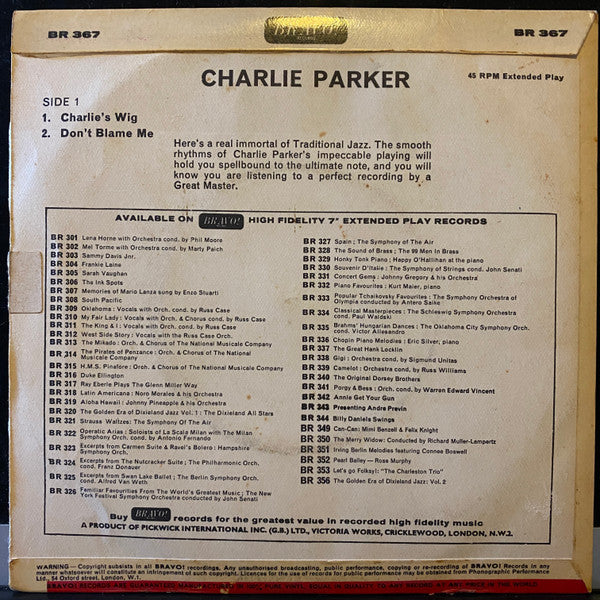 BR 367
BRAVO
BR 367
CHARLIE PARKER
45 RPM Extended Play
SIDE 1
1. Charlie's Wig
2. Don't Blame Me
Here's a real immortal of Traditional Jazz. The smooth
rhythms of Charlie Parker's impeccable playing will
hold you spellbound to the ultimate note, and you will
know you are listening to a perfect recording by a
Great Master.
AVAILABLE ON BRAVO! HIGH FIDELITY 7" EXTENDED PLAY RECORDS
BR 301 Lena Horne with Orchestra cond. by Phil Moore
BR 302 Mel Torme with Orchestra cond. by Marty Paich
BR 303 Sammy Davis Jnr.
BR 304 Frankie Laine
BR 305 Sarah Vaughan
BR 306 The Ink Spots
BR 307 Memories of Mario Lanza sung by Enzo Stuarti
BR 308 South Pacific
BR 309 Oklahoma : Vocals with Orch. cond. by Russ Case
BR 310 My Fair Lady : Vocals with Orch. & Chorus cond. by Russ Case
BR 311 The King & I : Vocals with Orch. cond. by Russ Case
BR 312 West Side Story : Vocals with the Russ Case Orch.
BR 313 The Mikado : Orch. & Chorus of The National Musicale Company
BR 314 The Pirates of Penzance : Orch. & Chorus of The National
Musicale Company
BR 315 H.M.S. Pinafore : Orch. & Chorus of The National Musicale Company
BR 316 Duke Ellington
BR 317 Ray Eberle Plays The Glenn Miller Way
BR 318 Latin Americana : Noro Morales & his Orchestra
BR 319 Aloha Hawaii : Johnny Pineapple & his Orchestra
BR 320 The Golden Era of Dixieland Jazz Vol. 1 : The Dixieland All Stars
BR 321 Strauss Waltzes : The Symphony Of The Air
BR 322 Operatic Arias : Soloists of La Scala Milan with The Milan
Symphony Orch. cond. by Antonio Fernando
BR 323 Excerpts from Carmen Suite & Ravel's Bolero : Hampshire
Symphony Orch.
BR 324 Excerpts from The Nutcracker Suite; The Philharmonic Orch.
cond. Franz Donauer
BR 325 Excerpts from Swan Lake Ballet; The Berlin Symphony Orch.
cond. Alfred Van Weth
BR 326 Familiar Favourites From The World's Greatest Musical; The New
York Festival Symphony Orchestra conducted by John Senati
BR 327 Spain; The Symphony of The Air
BR 328 The Sound of Brass; The 99 Men In Brass
BR 329 Honky Tonk Piano; Happy O'Hallihan at the piano
BR 330 Souvenir D'Italie : The Symphony of Strings cond. John Senati
BR 331 Concert Gems : Johnny Gregory & his Orchestra
BR 332 Piano Favourites : Kurt Maier, piano
BR 333 Popular Tchaikovsky Favourites : The Symphony Orchestra of
Olympia conducted by Antero Saike
BR 334 Classical Masterpieces : The Schleswig Symphony Orchestra
cond. Paul Waldski
BR 335 Brahms' Hungarian Dances : The Oklahoma City Symphony Orch.
cond. Victor Allesandro
BR 336 Chopin Piano Melodies : Eric Silver, piano
BR 337 The Great Hank Locklin
BR 338 Gigi : Orchestra cond. by Sigmund Unitas
BR 339 Camelot : Orchestra cond. by Russ Williams
BR 340 The Original Dorsey Brothers
BR 341 Porgy & Bess : Orch. cond. by Warren Edward Vincent
BR 342 Annie Get Your Gun
BR 343 Presenting Andre Previn
BR 344 Billy Daniels Swings
BR 349 Can-Can : Mimi Benzell & Felix Knight
BR 350 The Merry Widow : Conducted by Richard Muller-Lampertz
BR 351 Irving Berlin Melodies featuring Connee Boswell
BR 352 Pearl Bailey — Rose Murphy
BR 353 Let's go Folksy! : "The Charleston Trio"
BR 356 The Golden Era of Dixieland Jazz : Vol. 2
Buy BRAVO! records for the greatest value in recorded high fidelity music
A PRODUCT OF PICKWICK INTERNATIONAL INC. (G.B.) LTD., VICTORIA WORKS, CRICKLEWOOD, LONDON, N.W.2.
WARNING — Copyright subsists in all BRAVO! Recordings. Any unauthorised broadcasting, public performance, copying or re-recording of BRAVO! Records in any
manner whatsoever will constitute an infringement of such copyright. Licences for the use of records for public performance may be obtained from Phonographic Performance
Ltd., 54 Oxford street, London, W.1.
BRAVO! RECORDS ARE GUARANTEED MANUFACTURED IN 100% PURE VINYL, EQUAL IN QUALITY TO ANY RECORD AT ANY PRICE IN THE WORLD